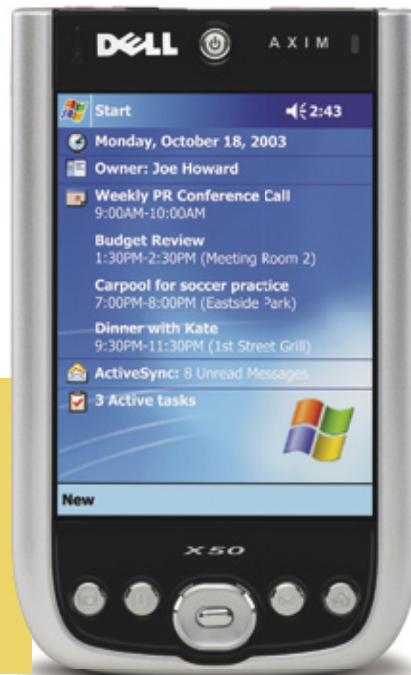 DELL AXIM
Start 2:43
Monday, October 18, 2003
Owner: Joe Howard
Weekly PR Conference Call
9:00AM-10:00AM
Budget Review
1:30PM-2:30PM (Meeting Room 2)
Carpool for soccer practice
7:00PM-8:00PM (Eastside Park)
Dinner with Kate
9:30PM-11:30PM (1st Street Grill)
ActiveSync: 8 Unread Messages
3 Active tasks
New
X50